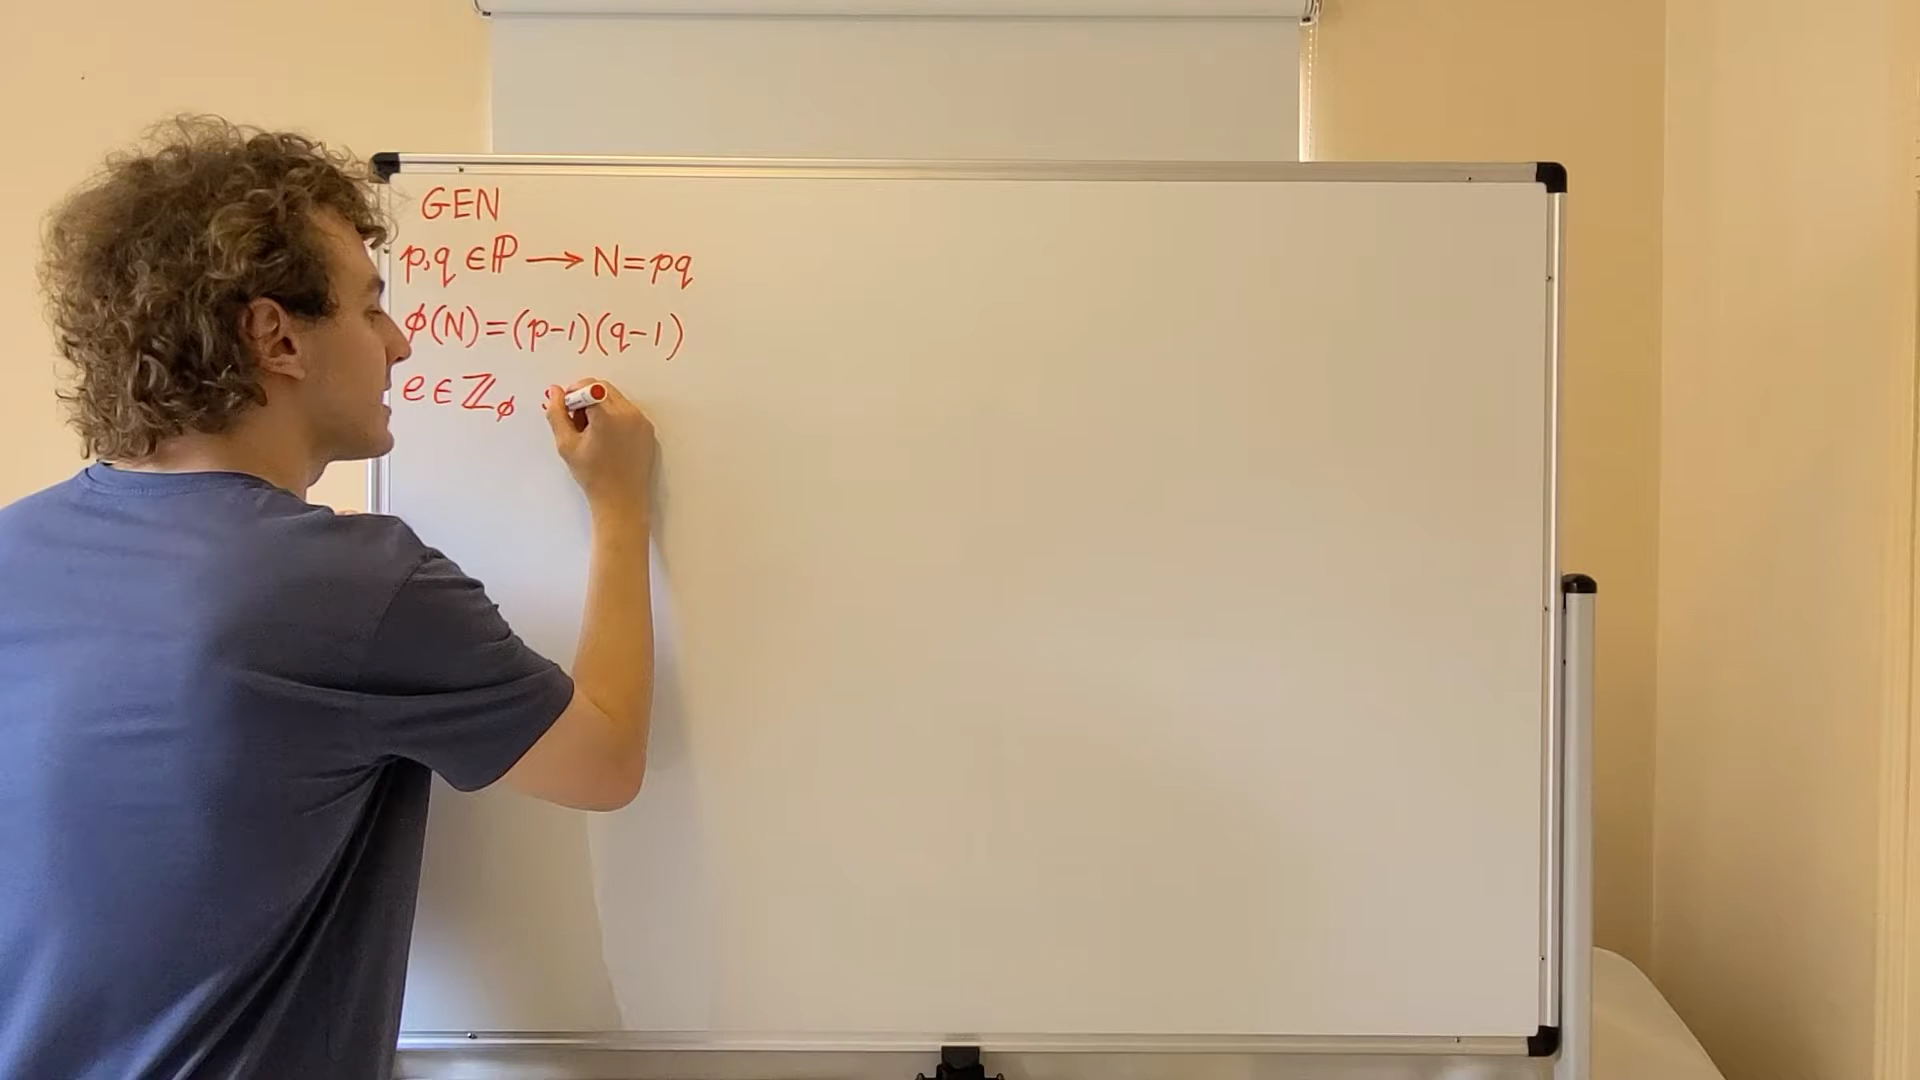 GEN
p,q ∈ ℙ → N=pq
ϕ(N)=(p-1)(q-1)
e ∈ ℤ_ϕ